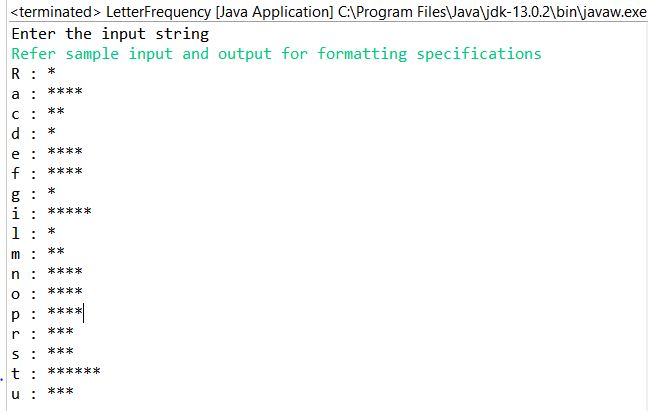 <terminated> LetterFrequency [Java Application] C:\Program Files\Java\jdk-13.0.2\bin\javaw.exe
Enter the input string
Refer sample input and output for formatting specifications
R : *
a : ****
c : **
d : *
e : ****
f : ****
g : *
i : *****
l : *
m : **
n : ****
o : ****
p : ****
r : ***
s : ***
t : ******
u : ***